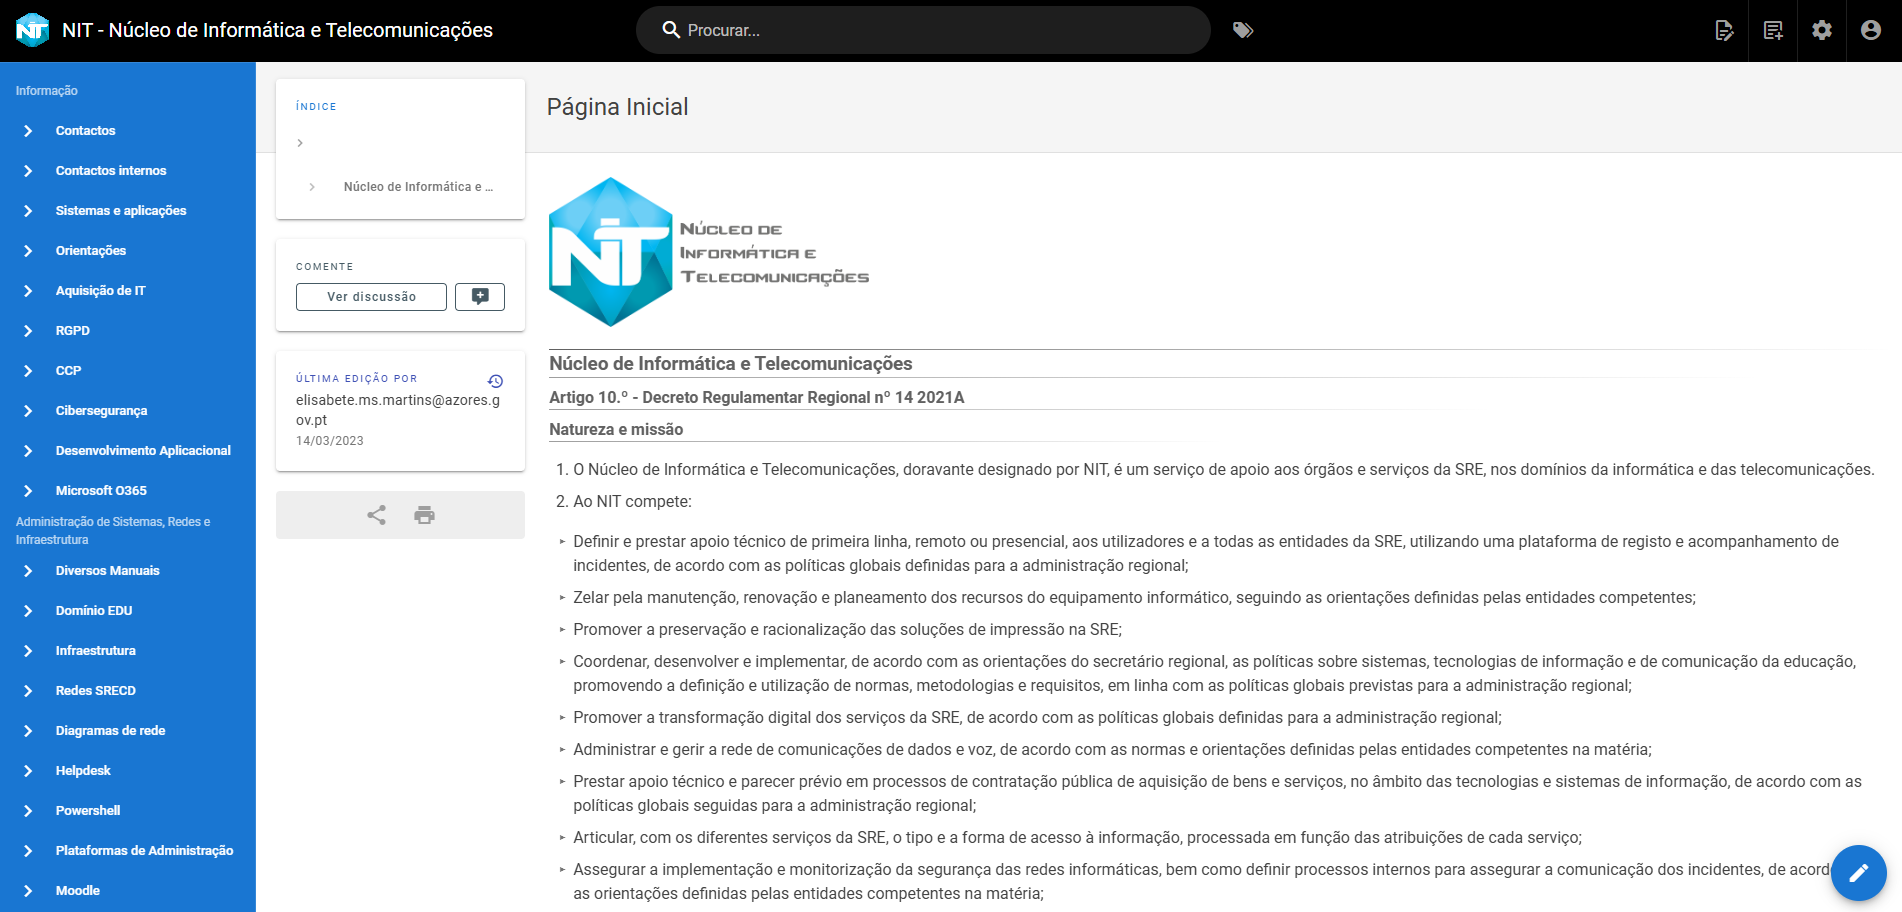 NIT - Núcleo de Informática e Telecomunicações
Procurar...
Informação
Contactos
Contactos internos
Sistemas e aplicações
Orientações
Aquisição de IT
RGPD
CCP
Cibersegurança
Desenvolvimento Aplicacional
Microsoft O365
Administração de Sistemas, Redes e
Infraestrutura
Diversos Manuais
Domínio EDU
Infraestrutura
Redes SRECD
Diagramas de rede
Helpdesk
Powershell
Plataformas de Administração
Moodle
ÍNDICE
Núcleo de Informática e ...
COMENTE
Ver discussão
ÚLTIMA EDIÇÃO POR
elisabete.ms.martins@azores.g
ov.pt
14/03/2023
Página Inicial
NIT
Núcleo de
Informática e
Telecomunicações
Núcleo de Informática e Telecomunicações
Artigo 10.º - Decreto Regulamentar Regional nº 14 2021A
Natureza e missão
1. O Núcleo de Informática e Telecomunicações, doravante designado por NIT, é um serviço de apoio aos órgãos e serviços da SRE, nos domínios da informática e das telecomunicações.
2. Ao NIT compete:
Definir e prestar apoio técnico de primeira linha, remoto ou presencial, aos utilizadores e a todas as entidades da SRE, utilizando uma plataforma de registo e acompanhamento de
incidentes, de acordo com as políticas globais definidas para a administração regional;
Zelar pela manutenção, renovação e planeamento dos recursos do equipamento informático, seguindo as orientações definidas pelas entidades competentes;
Promover a preservação e racionalização das soluções de impressão na SRE;
Coordenar, desenvolver e implementar, de acordo com as orientações do secretário regional, as políticas sobre sistemas, tecnologias de informação e de comunicação da educação,
promovendo a definição e utilização de normas, metodologias e requisitos, em linha com as políticas globais previstas para a administração regional;
Promover a transformação digital dos serviços da SRE, de acordo com as políticas globais definidas para a administração regional;
Administrar e gerir a rede de comunicações de dados e voz, de acordo com as normas e orientações definidas pelas entidades competentes na matéria;
Prestar apoio técnico e parecer prévio em processos de contratação pública de aquisição de bens e serviços, no âmbito das tecnologias e sistemas de informação, de acordo com as
políticas globais seguidas para a administração regional;
Articular, com os diferentes serviços da SRE, o tipo e a forma de acesso à informação, processada em função das atribuições de cada serviço;
Assegurar a implementação e monitorização da segurança das redes informáticas, bem como definir processos internos para assegurar a comunicação dos incidentes, de acord
as orientações definidas pelas entidades competentes na matéria;